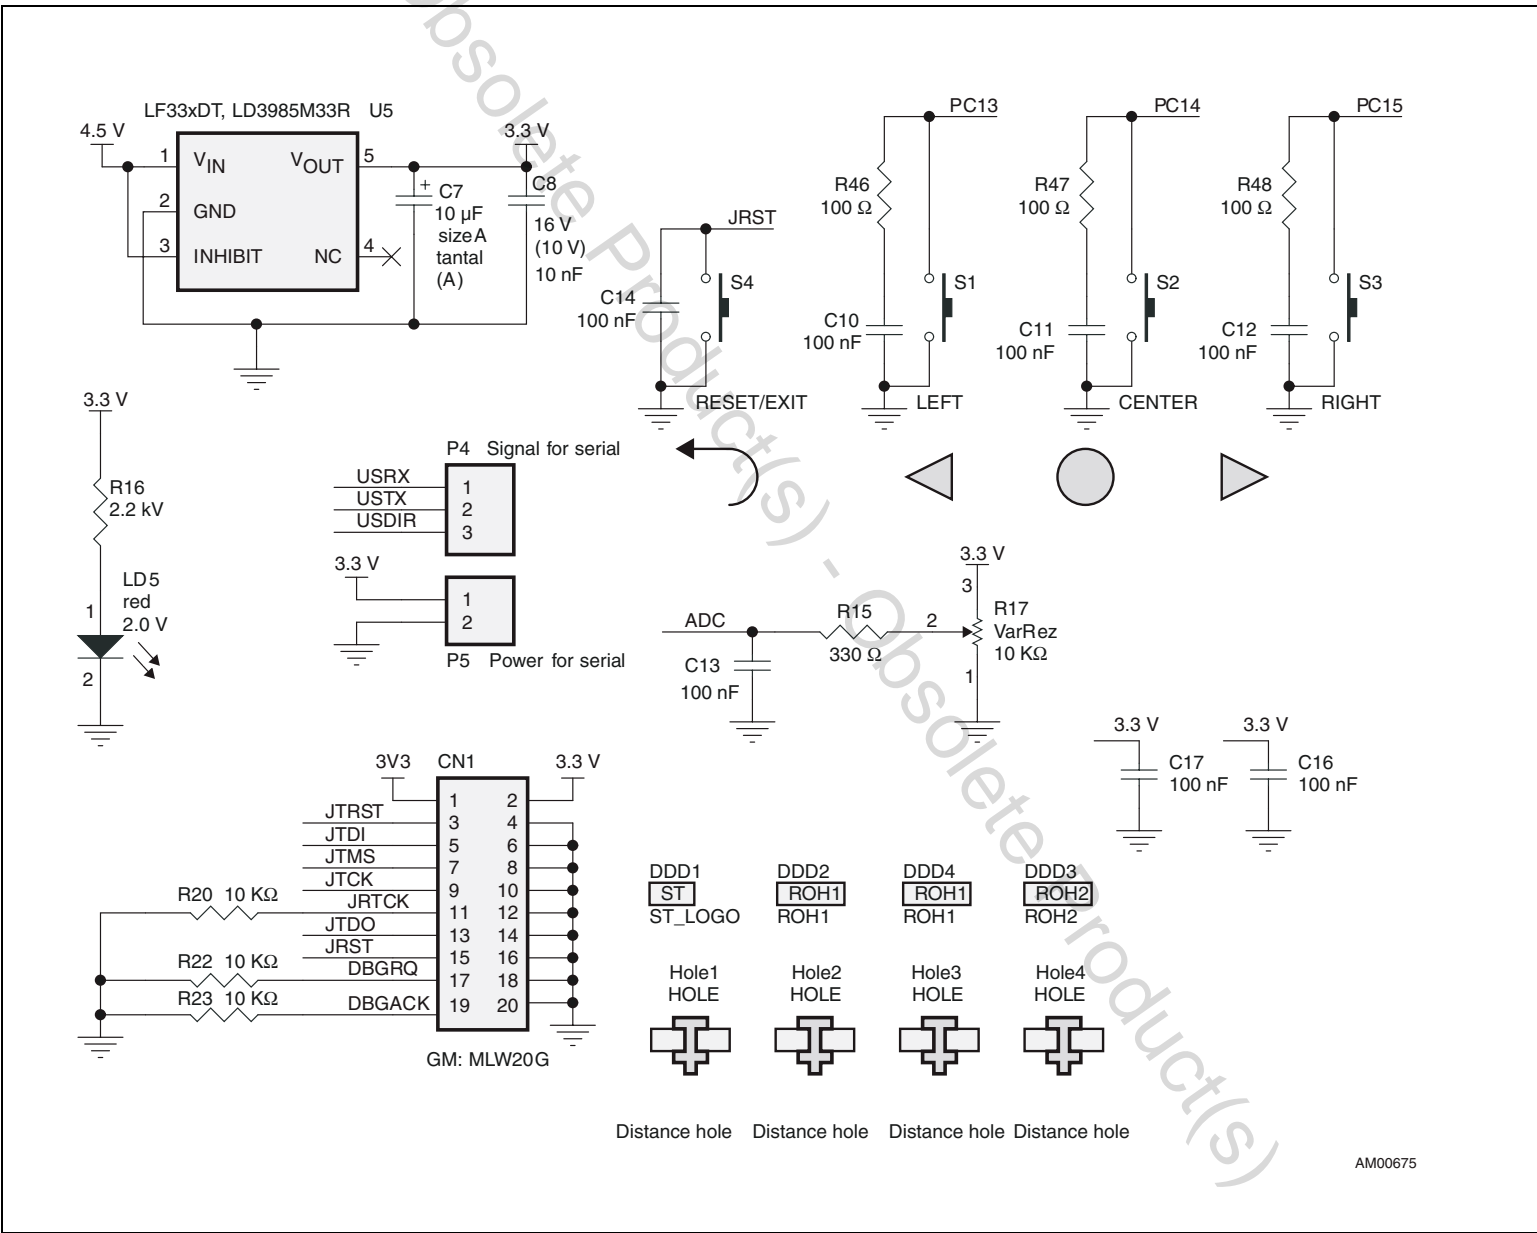 LF33xDT, LD3985M33R U5
4.5 V
3.3 V
1 VIN VOUT 5
2 GND
3 INHIBIT NC 4
+ C7
10 µF
size A
tantal
(A)
C8
16 V
(10 V)
10 nF
JRST
C14
100 nF
S4
RESET/EXIT
PC13
R46
100 Ω
S1
C10
100 nF
LEFT
PC14
R47
100 Ω
S2
C11
100 nF
CENTER
PC15
R48
100 Ω
S3
C12
100 nF
RIGHT
3.3 V
R16
2.2 kV
LD5
red
2.0 V
1
2
P4 Signal for serial
USRX 1
USTX 2
USDIR 3
3.3 V
1
2
P5 Power for serial
ADC
R15
330 Ω
C13
100 nF
3.3 V
3
2
1
R17
VarRez
10 KΩ
3.3 V
C17
100 nF
3.3 V
C16
100 nF
3V3 CN1 3.3 V
1 2
JTRST 3 4
JTDI 5 6
JTMS 7 8
JTCK 9 10
R20 10 KΩ JRTCK 11 12
JTDO 13 14
JRST 15 16
R22 10 KΩ DBGRQ 17 18
R23 10 KΩ DBGACK 19 20
GM: MLW20G
DDD1
ST
ST_LOGO
DDD2
ROH1
ROH1
DDD4
ROH1
ROH1
DDD3
ROH2
ROH2
Hole1
HOLE
Hole2
HOLE
Hole3
HOLE
Hole4
HOLE
Distance hole Distance hole Distance hole Distance hole
AM00675
Obsolete Product(s) - Obsolete Product(s)